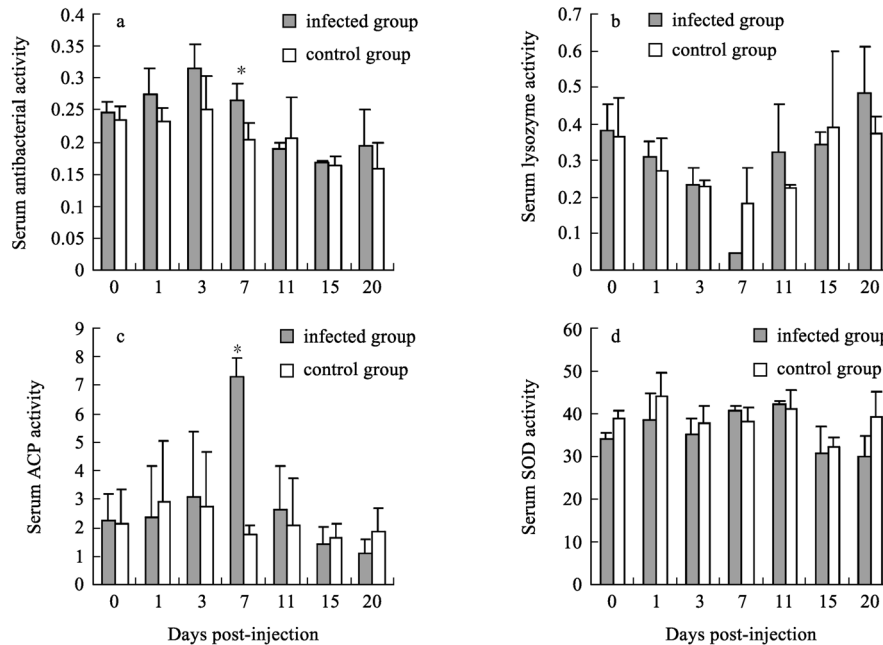 a
infected group
control group
*
Serum antibacterial activity
0.4
0.35
0.3
0.25
0.2
0.15
0.1
0.05
0
0 1 3 7 11 15 20
b
infected group
control group
Serum lysozyme activity
0.7
0.6
0.5
0.4
0.3
0.2
0.1
0
0 1 3 7 11 15 20
c
infected group
control group
*
Serum ACP activity
9
8
7
6
5
4
3
2
1
0
0 1 3 7 11 15 20
Days post-injection
d
infected group
control group
Serum SOD activity
60
50
40
30
20
10
0
0 1 3 7 11 15 20
Days post-injection